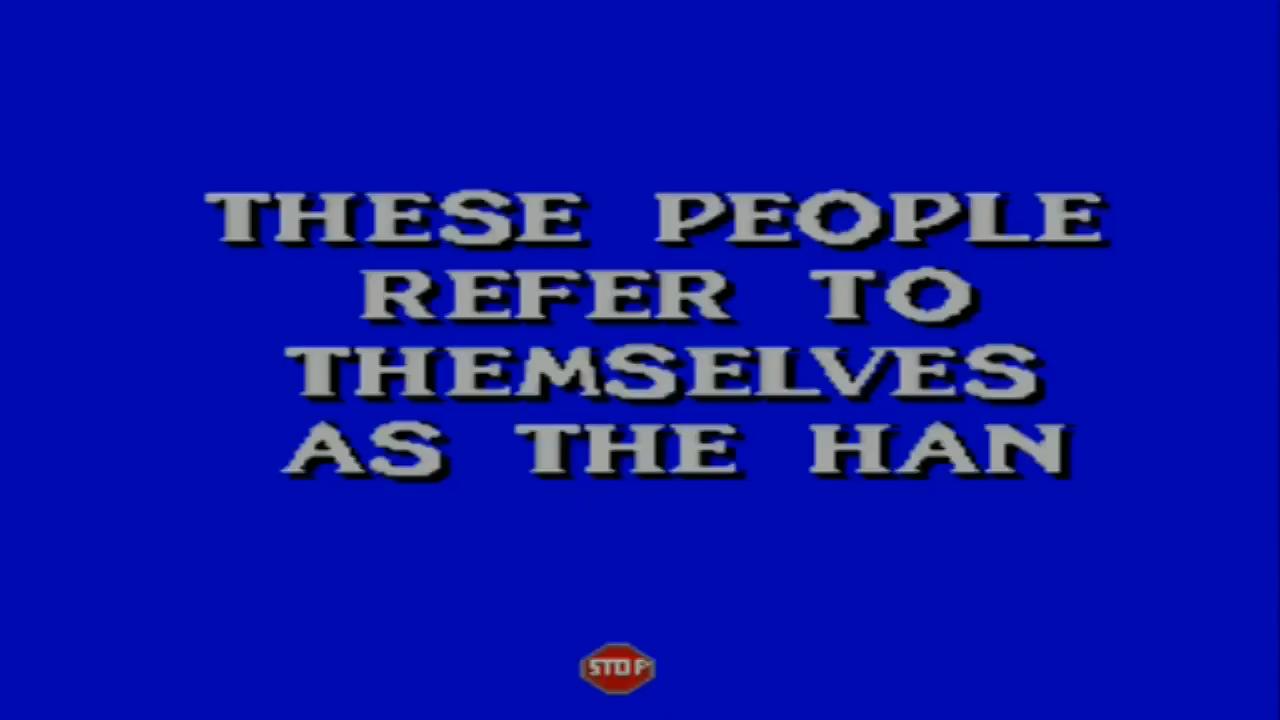 THESE PEOPLE
REFER TO
THEMSELVES
AS THE HAN
STOP